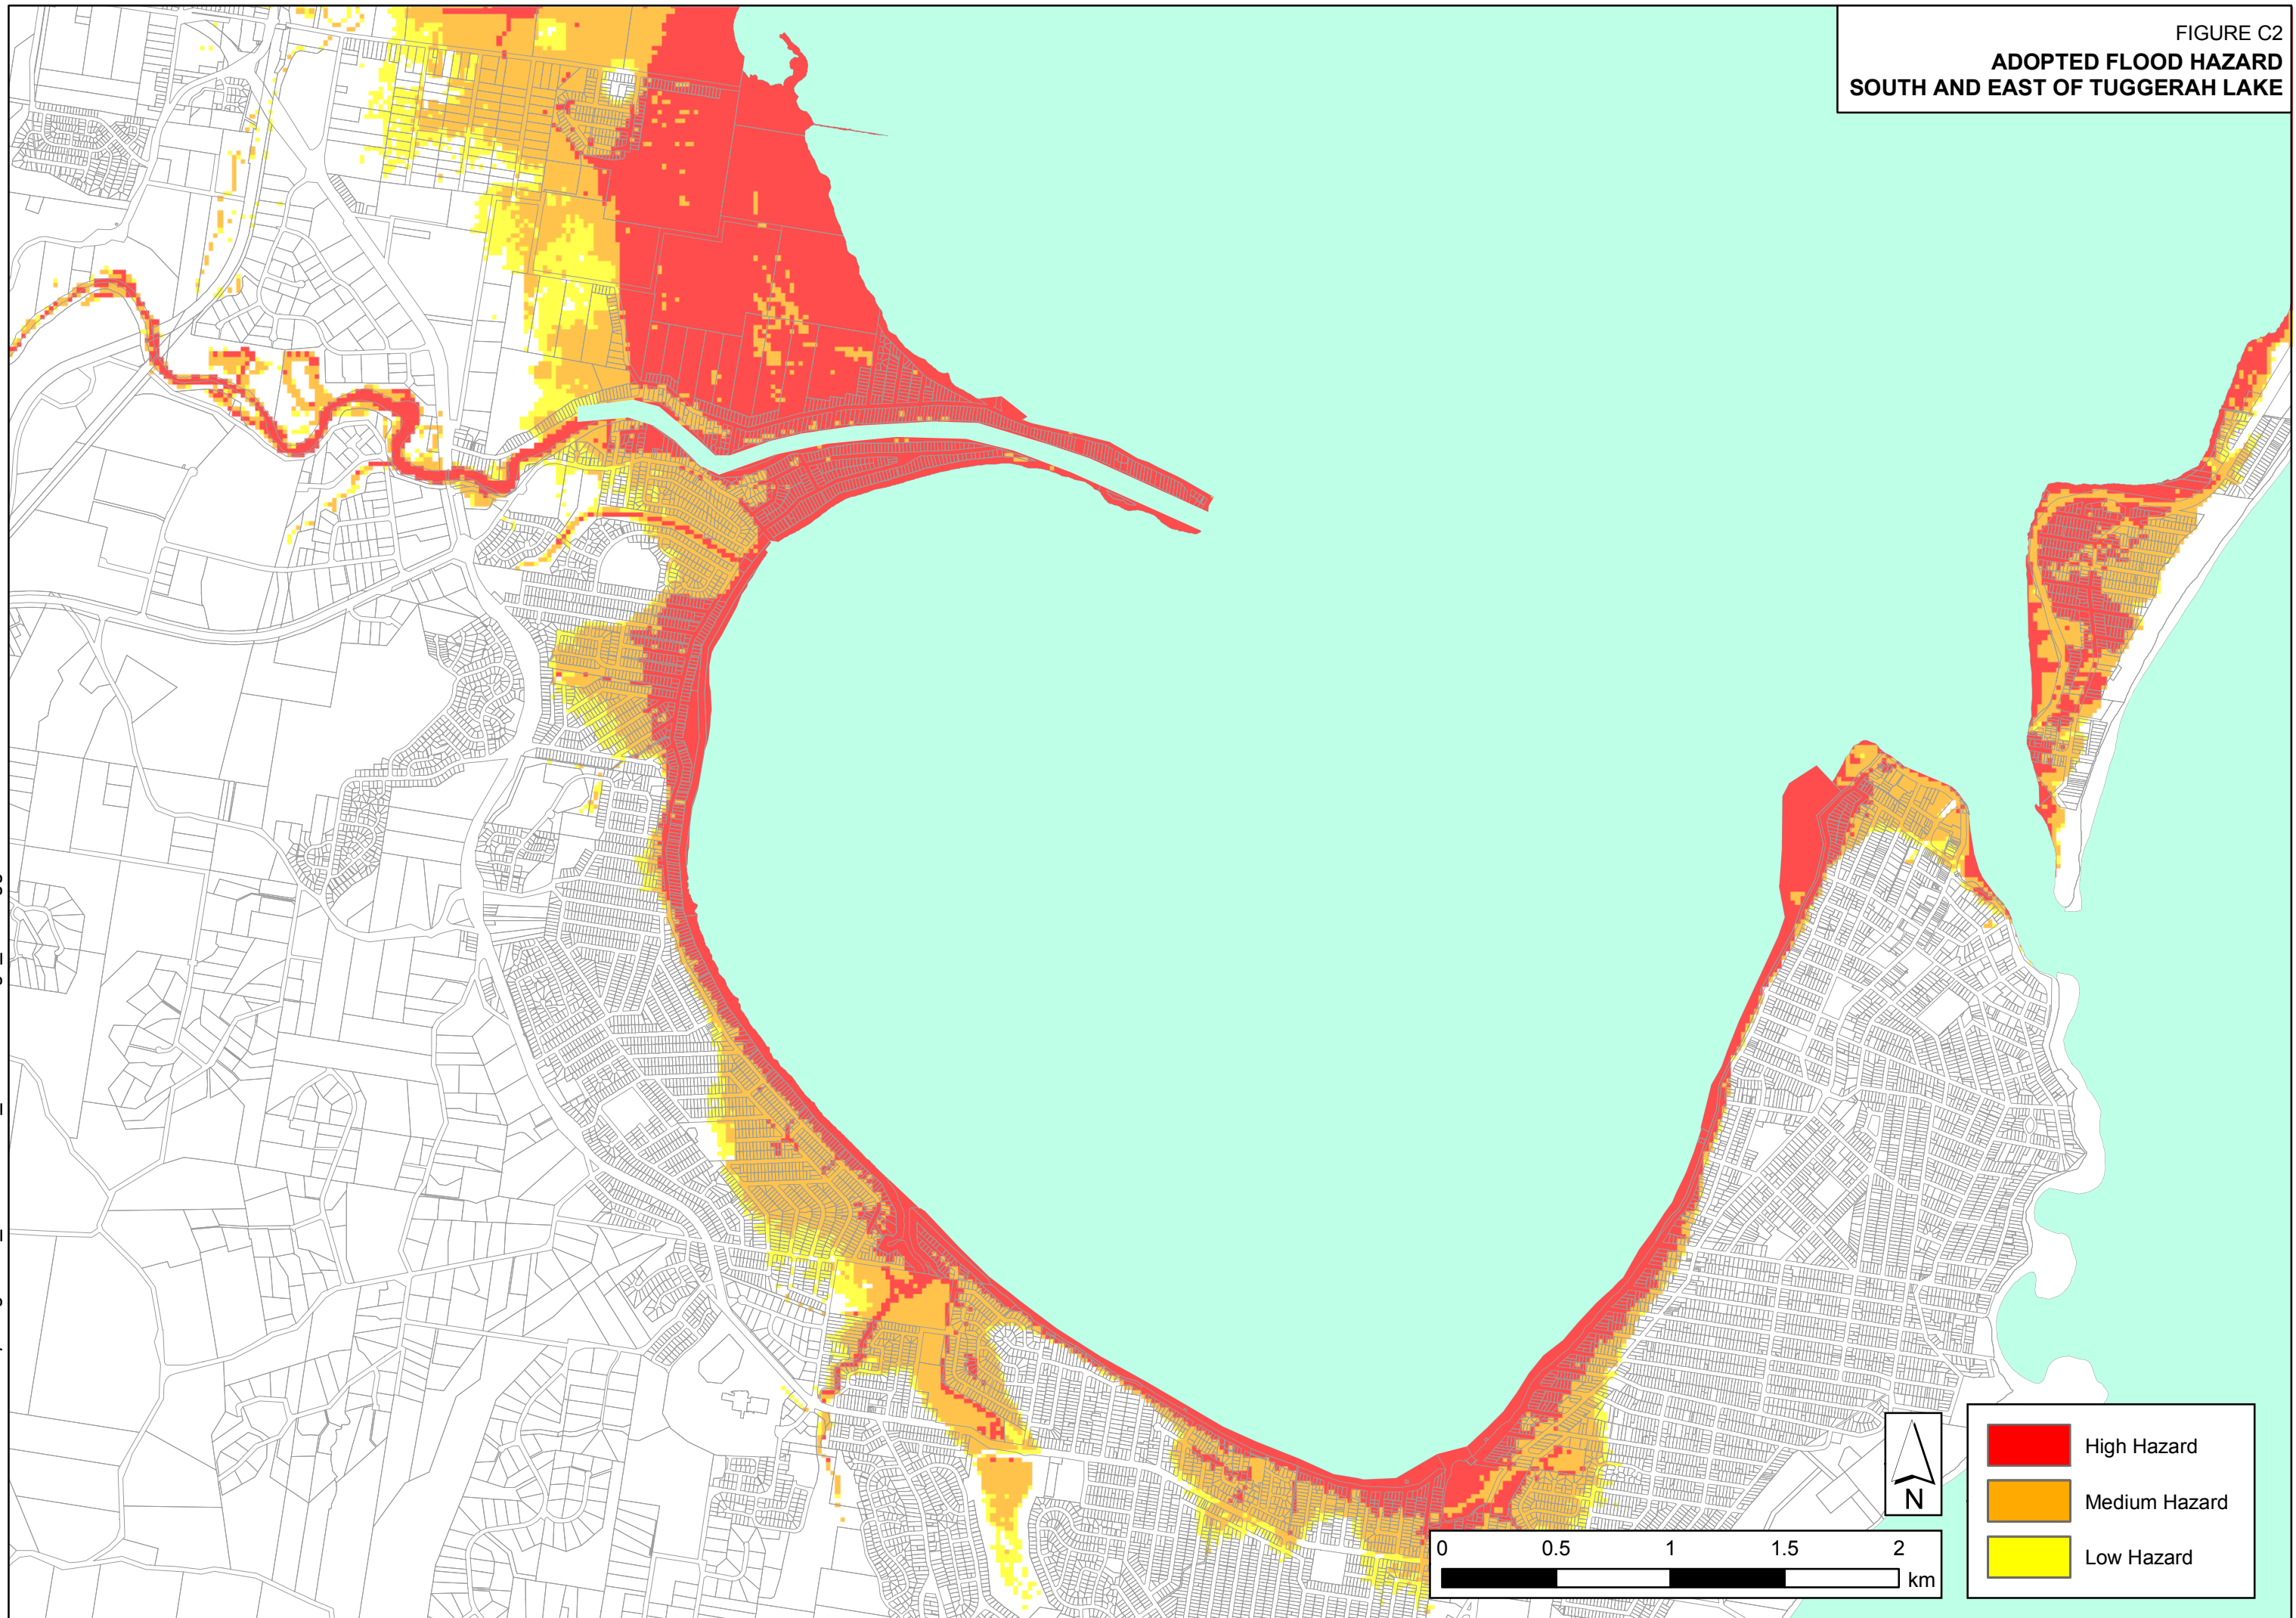 FIGURE C2
ADOPTED FLOOD HAZARD
SOUTH AND EAST OF TUGGERAH LAKE
N
High Hazard
Medium Hazard
Low Hazard
0 0.5 1 1.5 2
km